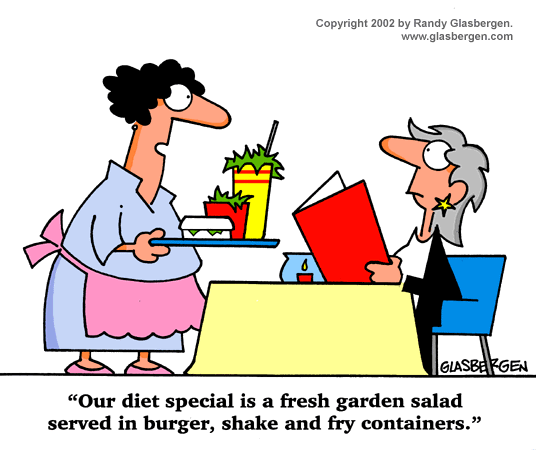 Copyright 2002 by Randy Glasbergen.
www.glasbergen.com
GLASBERGEN
“Our diet special is a fresh garden salad
served in burger, shake and fry containers.”